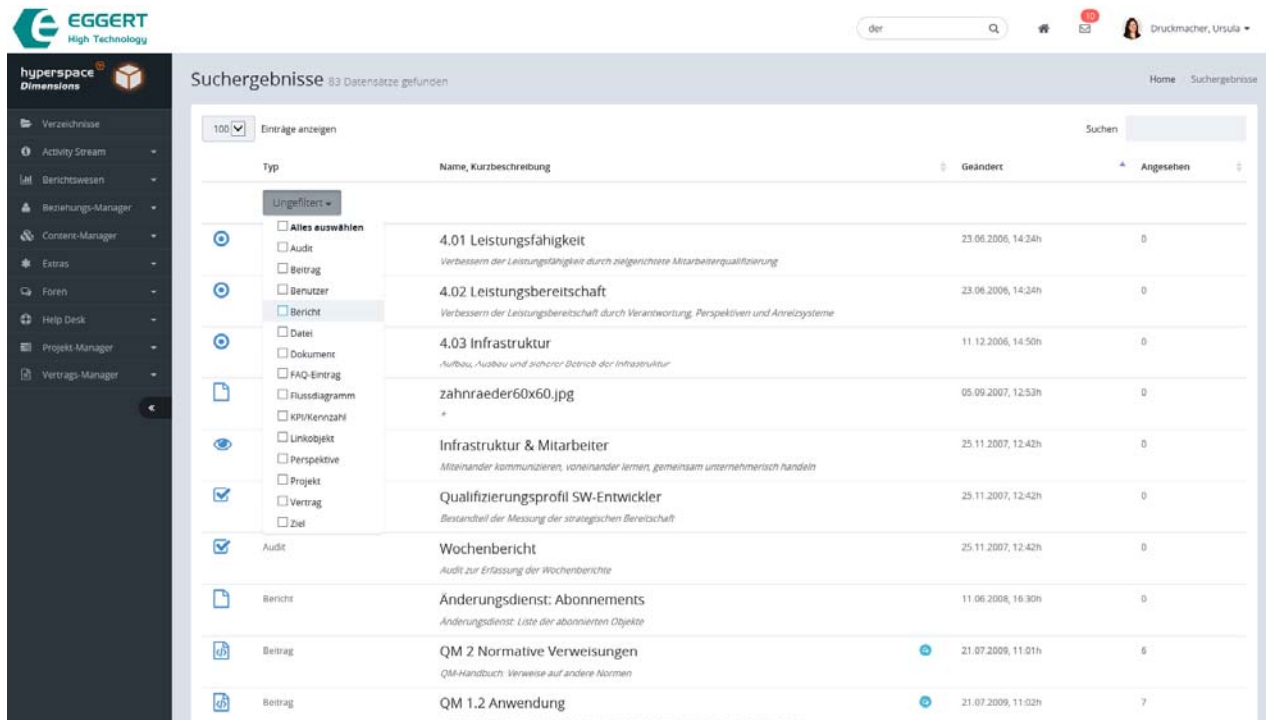 EGGERT
High Technology
der
10
Druckmacher, Ursula
hyperspace®
Dimensions
Suchergebnisse 83 Datensätze gefunden
Home Suchergebnisse
Verzeichnisse
Activity Stream
Berichtswesen
Beziehungs-Manager
Content-Manager
Extras
Foren
Help Desk
Projekt-Manager
Vertrags-Manager
100 Einträge anzeigen
Suchen
Typ Name, Kurzbeschreibung Geändert Angesehen
Ungefiltert
Alles auswählen
Audit
Beitrag
Benutzer
Bericht
Datei
Dokument
FAQ-Eintrag
Flussdiagramm
KPI/Kennzahl
Linkobjekt
Perspektive
Projekt
Vertrag
Ziel
4.01 Leistungsfähigkeit 23.06.2006, 14:24h 0
Verbessern der Leistungsfähigkeit durch zielgerichtete Mitarbeiterqualifizierung
4.02 Leistungsbereitschaft 23.06.2006, 14:24h 0
Verbessern der Leistungsbereitschaft durch Verantwortung, Perspektiven und Anreizsysteme
4.03 Infrastruktur 11.12.2006, 14:50h 0
Aufbau, Ausbau und sicherer Betrieb der Infrastruktur
zahnraeder60x60.jpg 05.09.2007, 12:53h 0
*
Infrastruktur & Mitarbeiter 25.11.2007, 12:42h 0
Miteinander kommunizieren, voneinander lernen, gemeinsam unternehmerisch handeln
Qualifizierungsprofil SW-Entwickler 25.11.2007, 12:42h 0
Bestandteil der Messung der strategischen Bereitschaft
Audit Wochenbericht 25.11.2007, 12:42h 0
Audit zur Erfassung der Wochenberichte
Bericht Änderungsdienst: Abonnements 11.06.2008, 16:30h 0
Änderungsdienst: Liste der abonnierten Objekte
Beitrag QM 2 Normative Verweisungen 21.07.2009, 11:01h 6
QM-Handbuch: Verweise auf andere Normen
Beitrag QM 1.2 Anwendung 21.07.2009, 11:02h 7